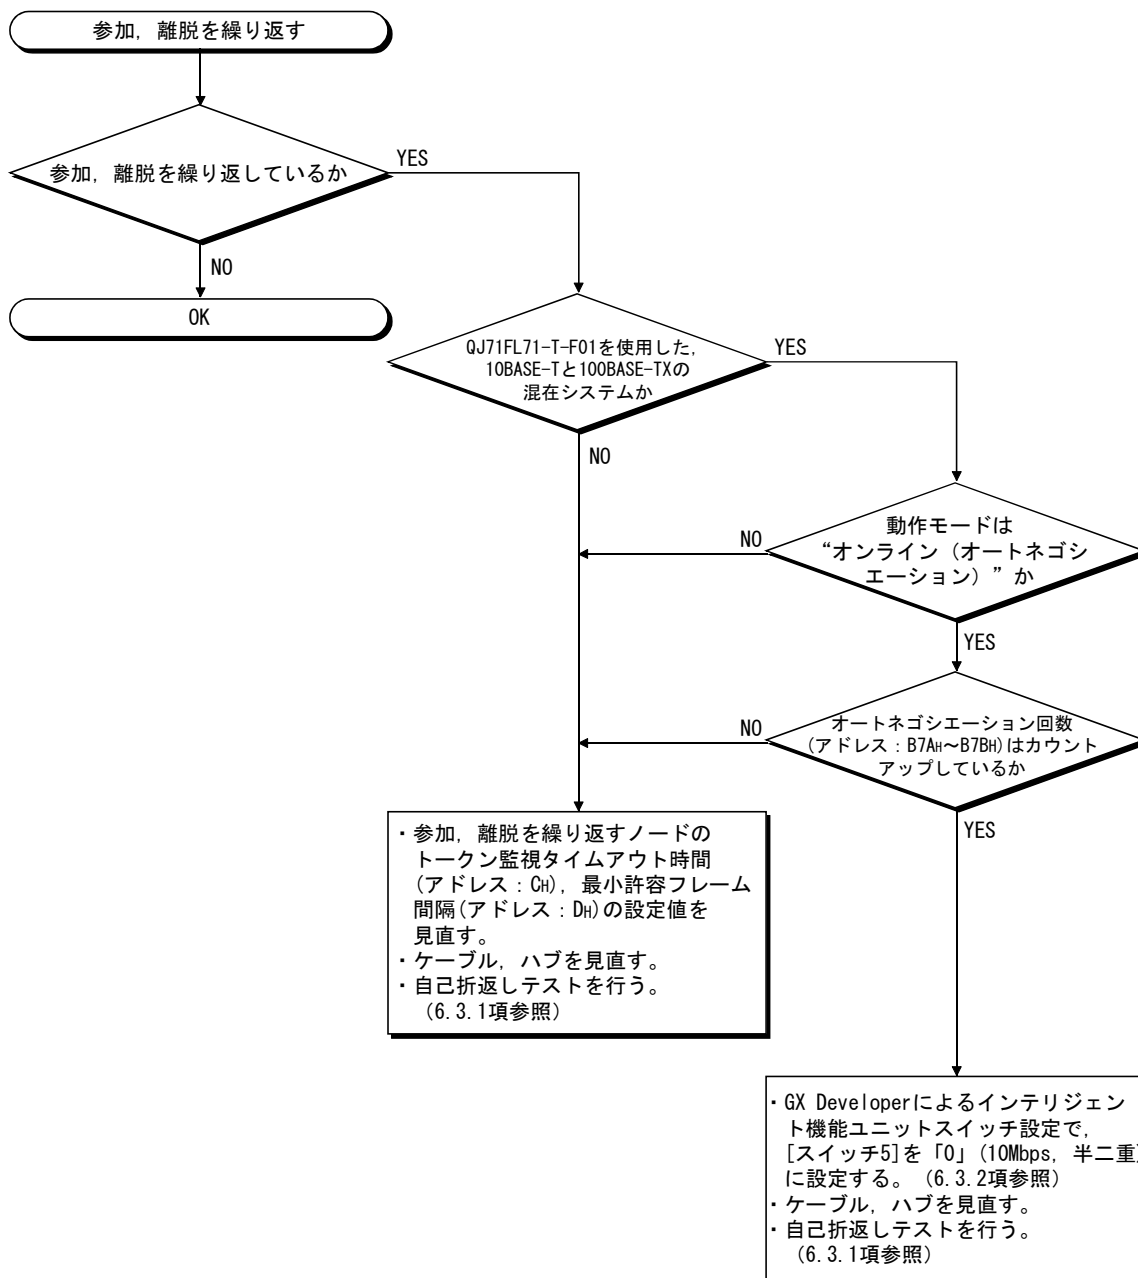 参加，離脱を繰り返す
参加，離脱を繰り返しているか
YES
NO
OK
QJ71FL71-T-F01を使用した，
10BASE-Tと100BASE-TXの
混在システムか
YES
NO
動作モードは
“オンライン（オートネゴシ
エーション）”か
NO
YES
オートネゴシエーション回数
(アドレス：B7AH～B7BH)はカウント
アップしているか
NO
YES
・参加，離脱を繰り返すノードの
トークン監視タイムアウト時間
(アドレス：CH)，最小許容フレーム
間隔(アドレス：DH)の設定値を
見直す。
・ケーブル，ハブを見直す。
・自己折返しテストを行う。
（6.3.1項参照）
・GX Developerによるインテリジェン
ト機能ユニットスイッチ設定で，
[スイッチ5]を「0」(10Mbps，半二重)
に設定する。（6.3.2項参照）
・ケーブル，ハブを見直す。
・自己折返しテストを行う。
（6.3.1項参照）